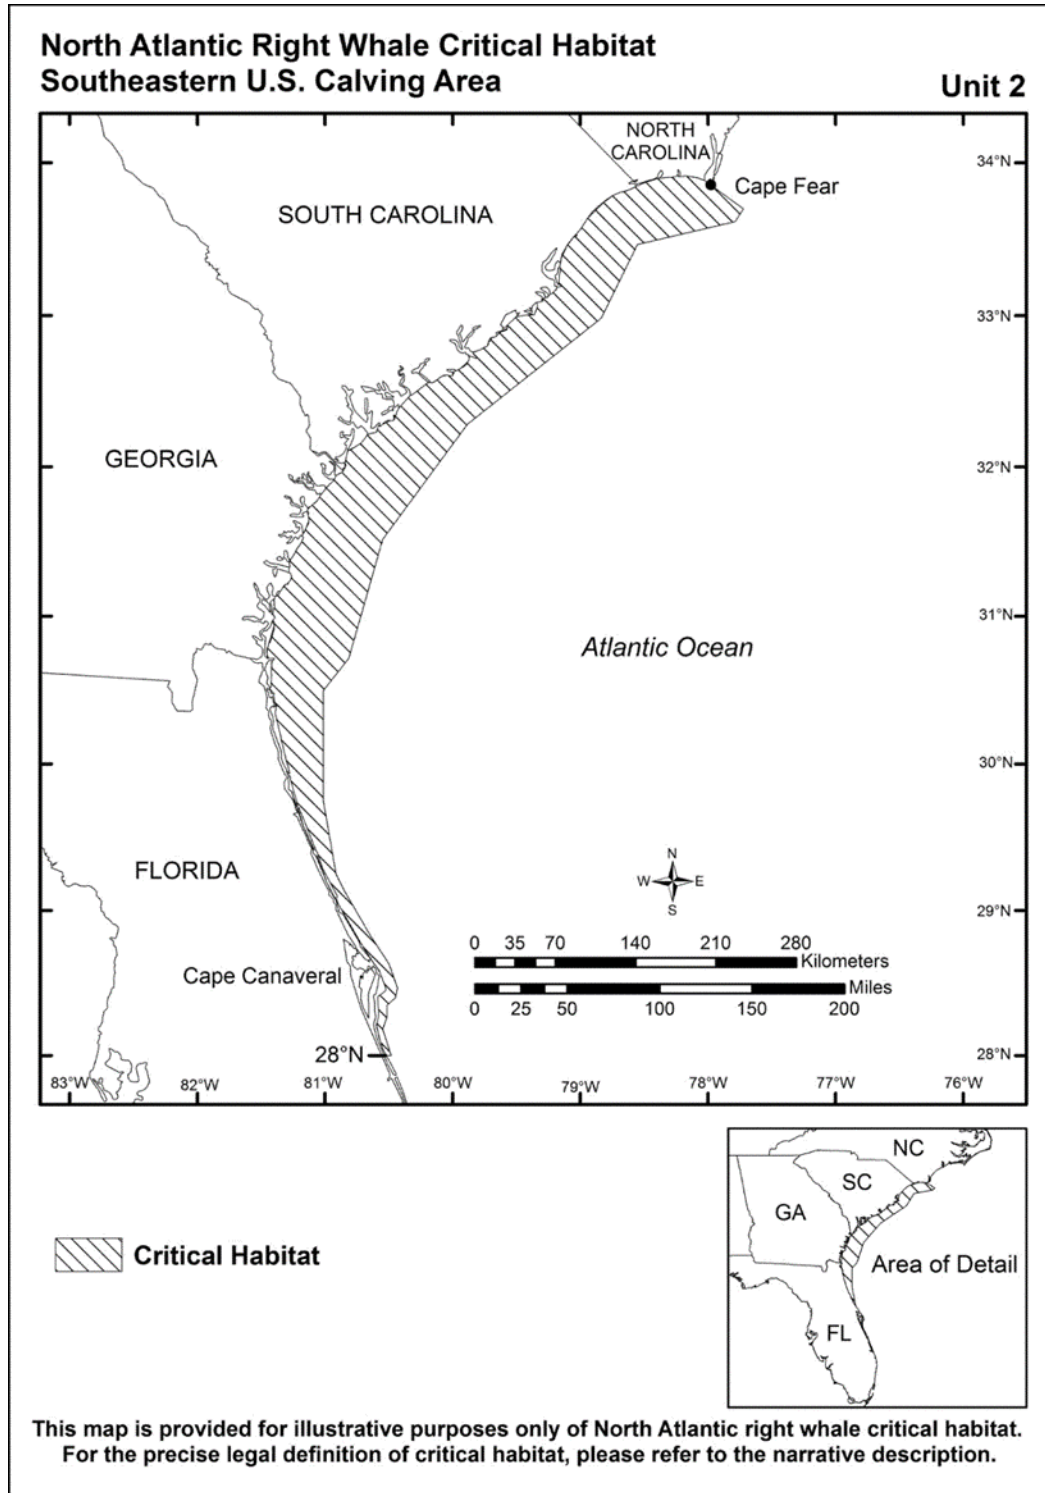 North Atlantic Right Whale Critical Habitat
Southeastern U.S. Calving Area
Unit 2
NORTH
CAROLINA
34°N
Cape Fear
SOUTH CAROLINA
33°N
GEORGIA
32°N
31°N
Atlantic Ocean
30°N
FLORIDA
N
W E
S
29°N
0 35 70 140 210 280
Kilometers
Cape Canaveral
Miles
0 25 50 100 150 200
28°N
28°N
83°W 82°W 81°W 80°W 79°W 78°W 77°W 76°W
NC
SC
GA
Critical Habitat
Area of Detail
FL
This map is provided for illustrative purposes only of North Atlantic right whale critical habitat.
For the precise legal definition of critical habitat, please refer to the narrative description.